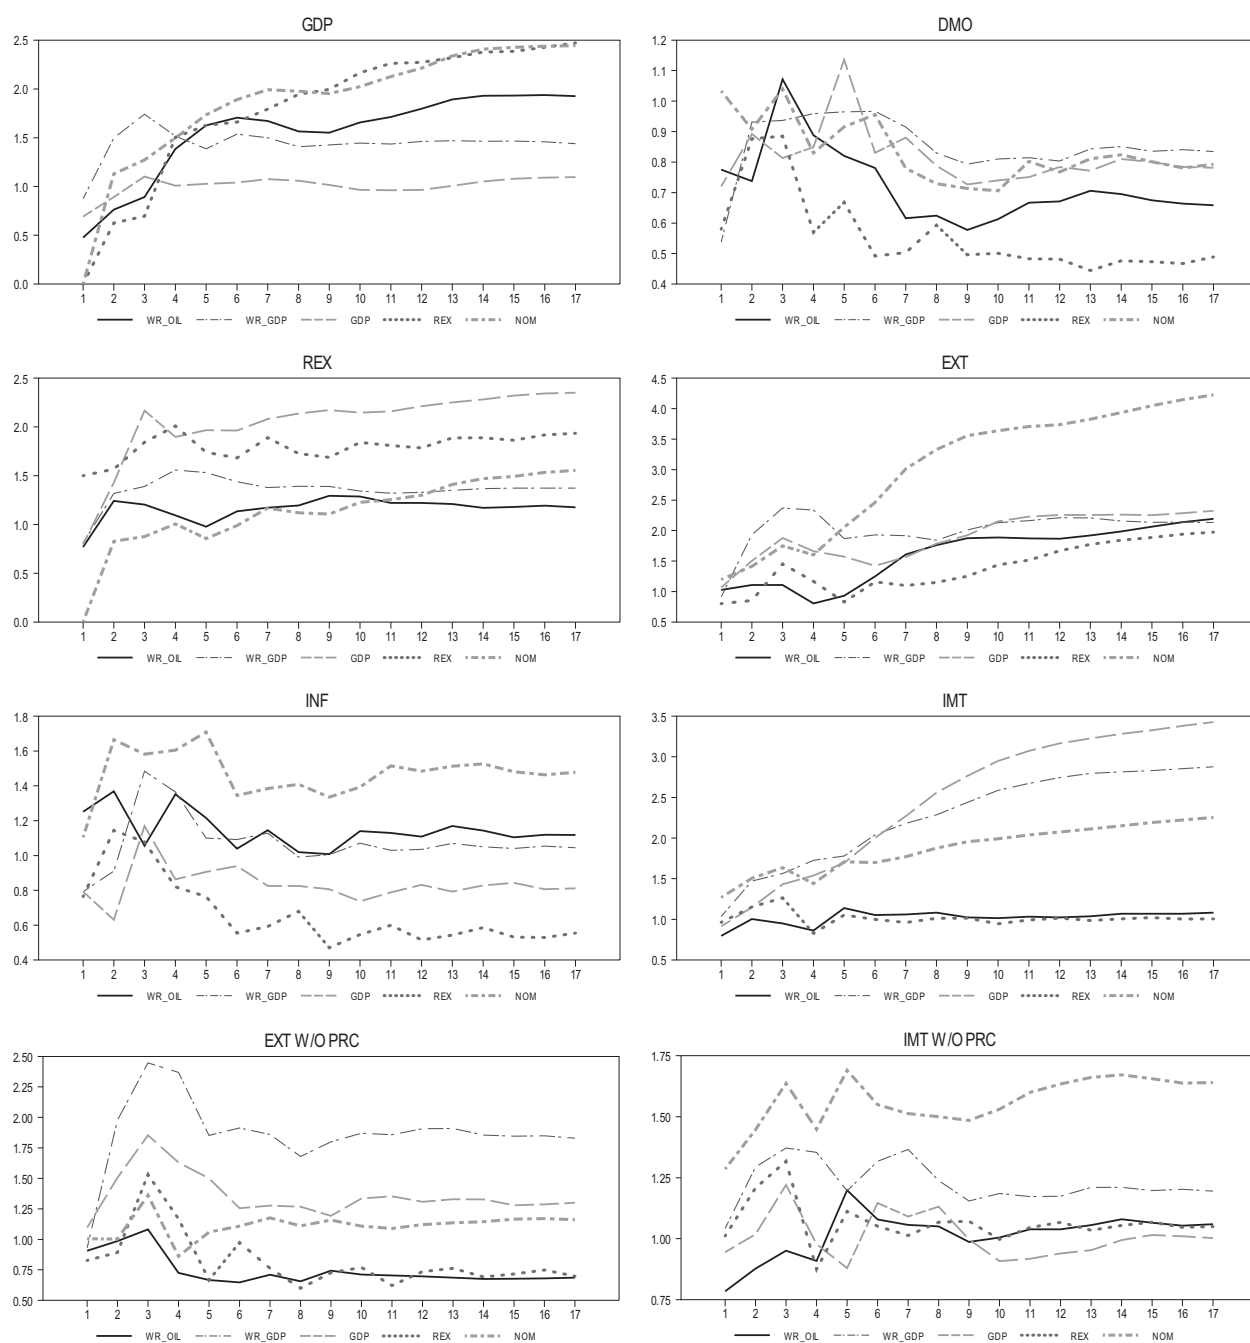 GDP
2.5
2.0
1.5
1.0
0.5
0.0
1 2 3 4 5 6 7 8 9 10 11 12 13 14 15 16 17
WR_OIL WR_GDP GDP REX NOM
DMO
1.2
1.1
1.0
0.9
0.8
0.7
0.6
0.5
0.4
1 2 3 4 5 6 7 8 9 10 11 12 13 14 15 16 17
WR_OIL WR_GDP GDP REX NOM
REX
2.5
2.0
1.5
1.0
0.5
0.0
1 2 3 4 5 6 7 8 9 10 11 12 13 14 15 16 17
WR_OIL WR_GDP GDP REX NOM
EXT
4.5
4.0
3.5
3.0
2.5
2.0
1.5
1.0
0.5
1 2 3 4 5 6 7 8 9 10 11 12 13 14 15 16 17
WR_OIL WR_GDP GDP REX NOM
INF
1.8
1.6
1.4
1.2
1.0
0.8
0.6
0.4
1 2 3 4 5 6 7 8 9 10 11 12 13 14 15 16 17
WR_OIL WR_GDP GDP REX NOM
IMT
3.5
3.0
2.5
2.0
1.5
1.0
0.5
1 2 3 4 5 6 7 8 9 10 11 12 13 14 15 16 17
WR_OIL WR_GDP GDP REX NOM
EXT W/O PRC
2.50
2.25
2.00
1.75
1.50
1.25
1.00
0.75
0.50
1 2 3 4 5 6 7 8 9 10 11 12 13 14 15 16 17
WR_OIL WR_GDP GDP REX NOM
IMT W/O PRC
1.75
1.50
1.25
1.00
0.75
1 2 3 4 5 6 7 8 9 10 11 12 13 14 15 16 17
WR_OIL WR_GDP GDP REX NOM